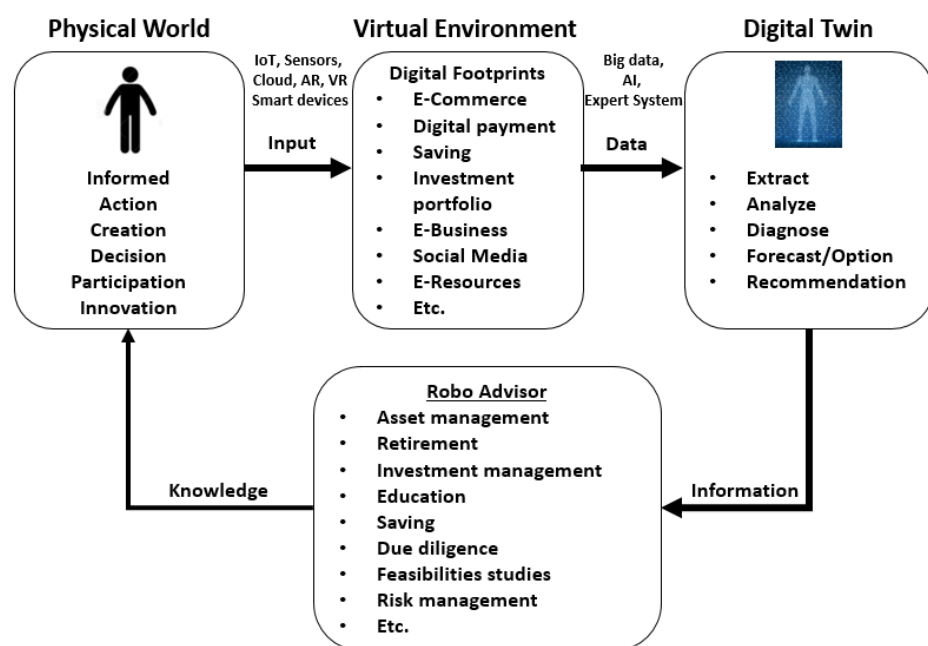 Physical World
Informed
Action
Creation
Decision
Participation
Innovation
IoT, Sensors,
Cloud, AR, VR
Smart devices
Input
Virtual Environment
Digital Footprints
• E-Commerce
• Digital payment
• Saving
• Investment
portfolio
• E-Business
• Social Media
• E-Resources
• Etc.
Big data,
AI,
Expert System
Data
Digital Twin
• Extract
• Analyze
• Diagnose
• Forecast/Option
• Recommendation
Information
Robo Advisor
• Asset management
• Retirement
• Investment management
• Education
• Saving
• Due diligence
• Feasibilities studies
• Risk management
• Etc.
Knowledge